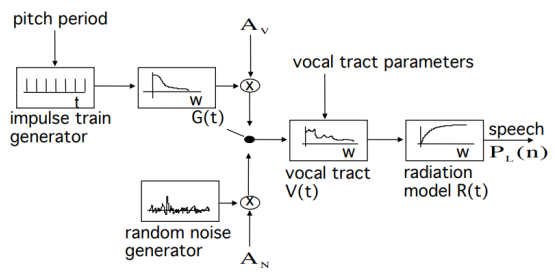 pitch period
A_V
vocal tract parameters
X
t
W
G(t)
W
W
speech
P_L(n)
impulse train
generator
vocal tract
V(t)
radiation
model R(t)
X
random noise
generator
A_N